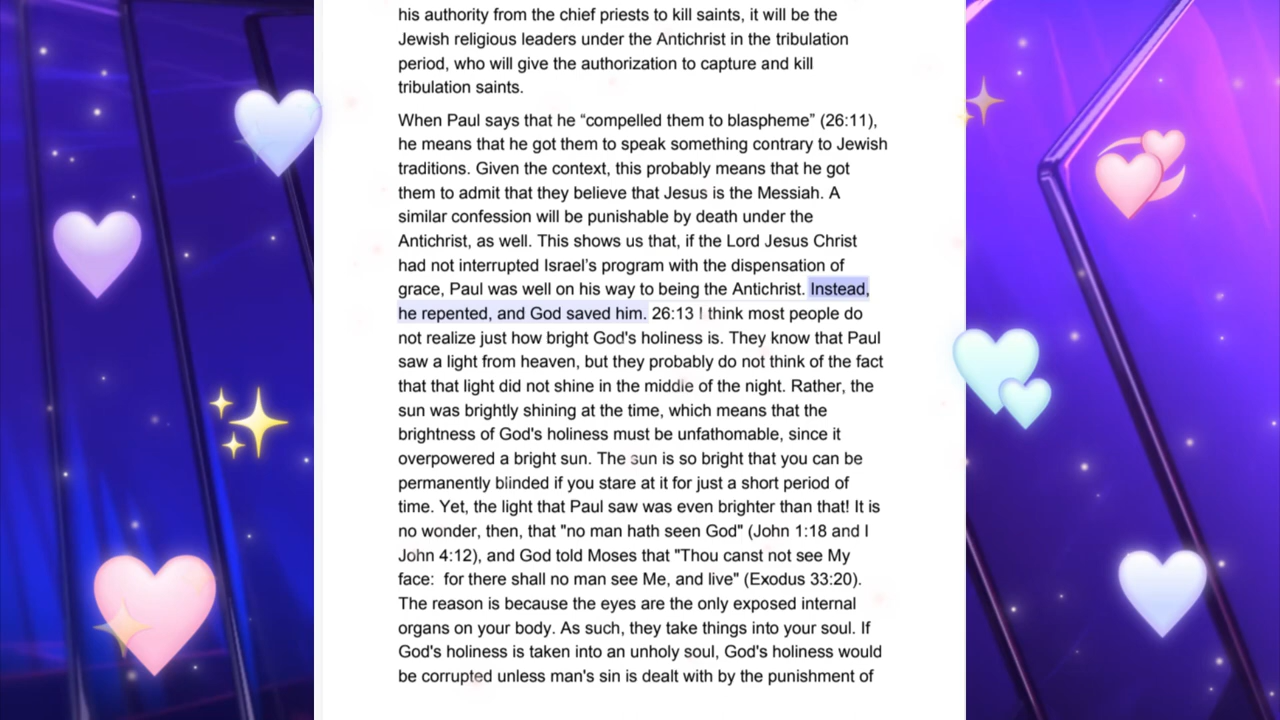 his authority from the chief priests to kill saints, it will be the
Jewish religious leaders under the Antichrist in the tribulation
period, who will give the authorization to capture and kill
tribulation saints.
When Paul says that he “compelled them to blaspheme” (26:11),
he means that he got them to speak something contrary to Jewish
traditions. Given the context, this probably means that he got
them to admit that they believe that Jesus is the Messiah. A
similar confession will be punishable by death under the
Antichrist, as well. This shows us that, if the Lord Jesus Christ
had not interrupted Israel’s program with the dispensation of
grace, Paul was well on his way to being the Antichrist. Instead,
he repented, and God saved him. 26:13 I think most people do
not realize just how bright God's holiness is. They know that Paul
saw a light from heaven, but they probably do not think of the fact
that that light did not shine in the middle of the night. Rather, the
sun was brightly shining at the time, which means that the
brightness of God's holiness must be unfathomable, since it
overpowered a bright sun. The sun is so bright that you can be
permanently blinded if you stare at it for just a short period of
time. Yet, the light that Paul saw was even brighter than that! It is
no wonder, then, that "no man hath seen God" (John 1:18 and I
John 4:12), and God told Moses that "Thou canst not see My
face:  for there shall no man see Me, and live" (Exodus 33:20).
The reason is because the eyes are the only exposed internal
organs on your body. As such, they take things into your soul. If
God's holiness is taken into an unholy soul, God's holiness would
be corrupted unless man's sin is dealt with by the punishment of